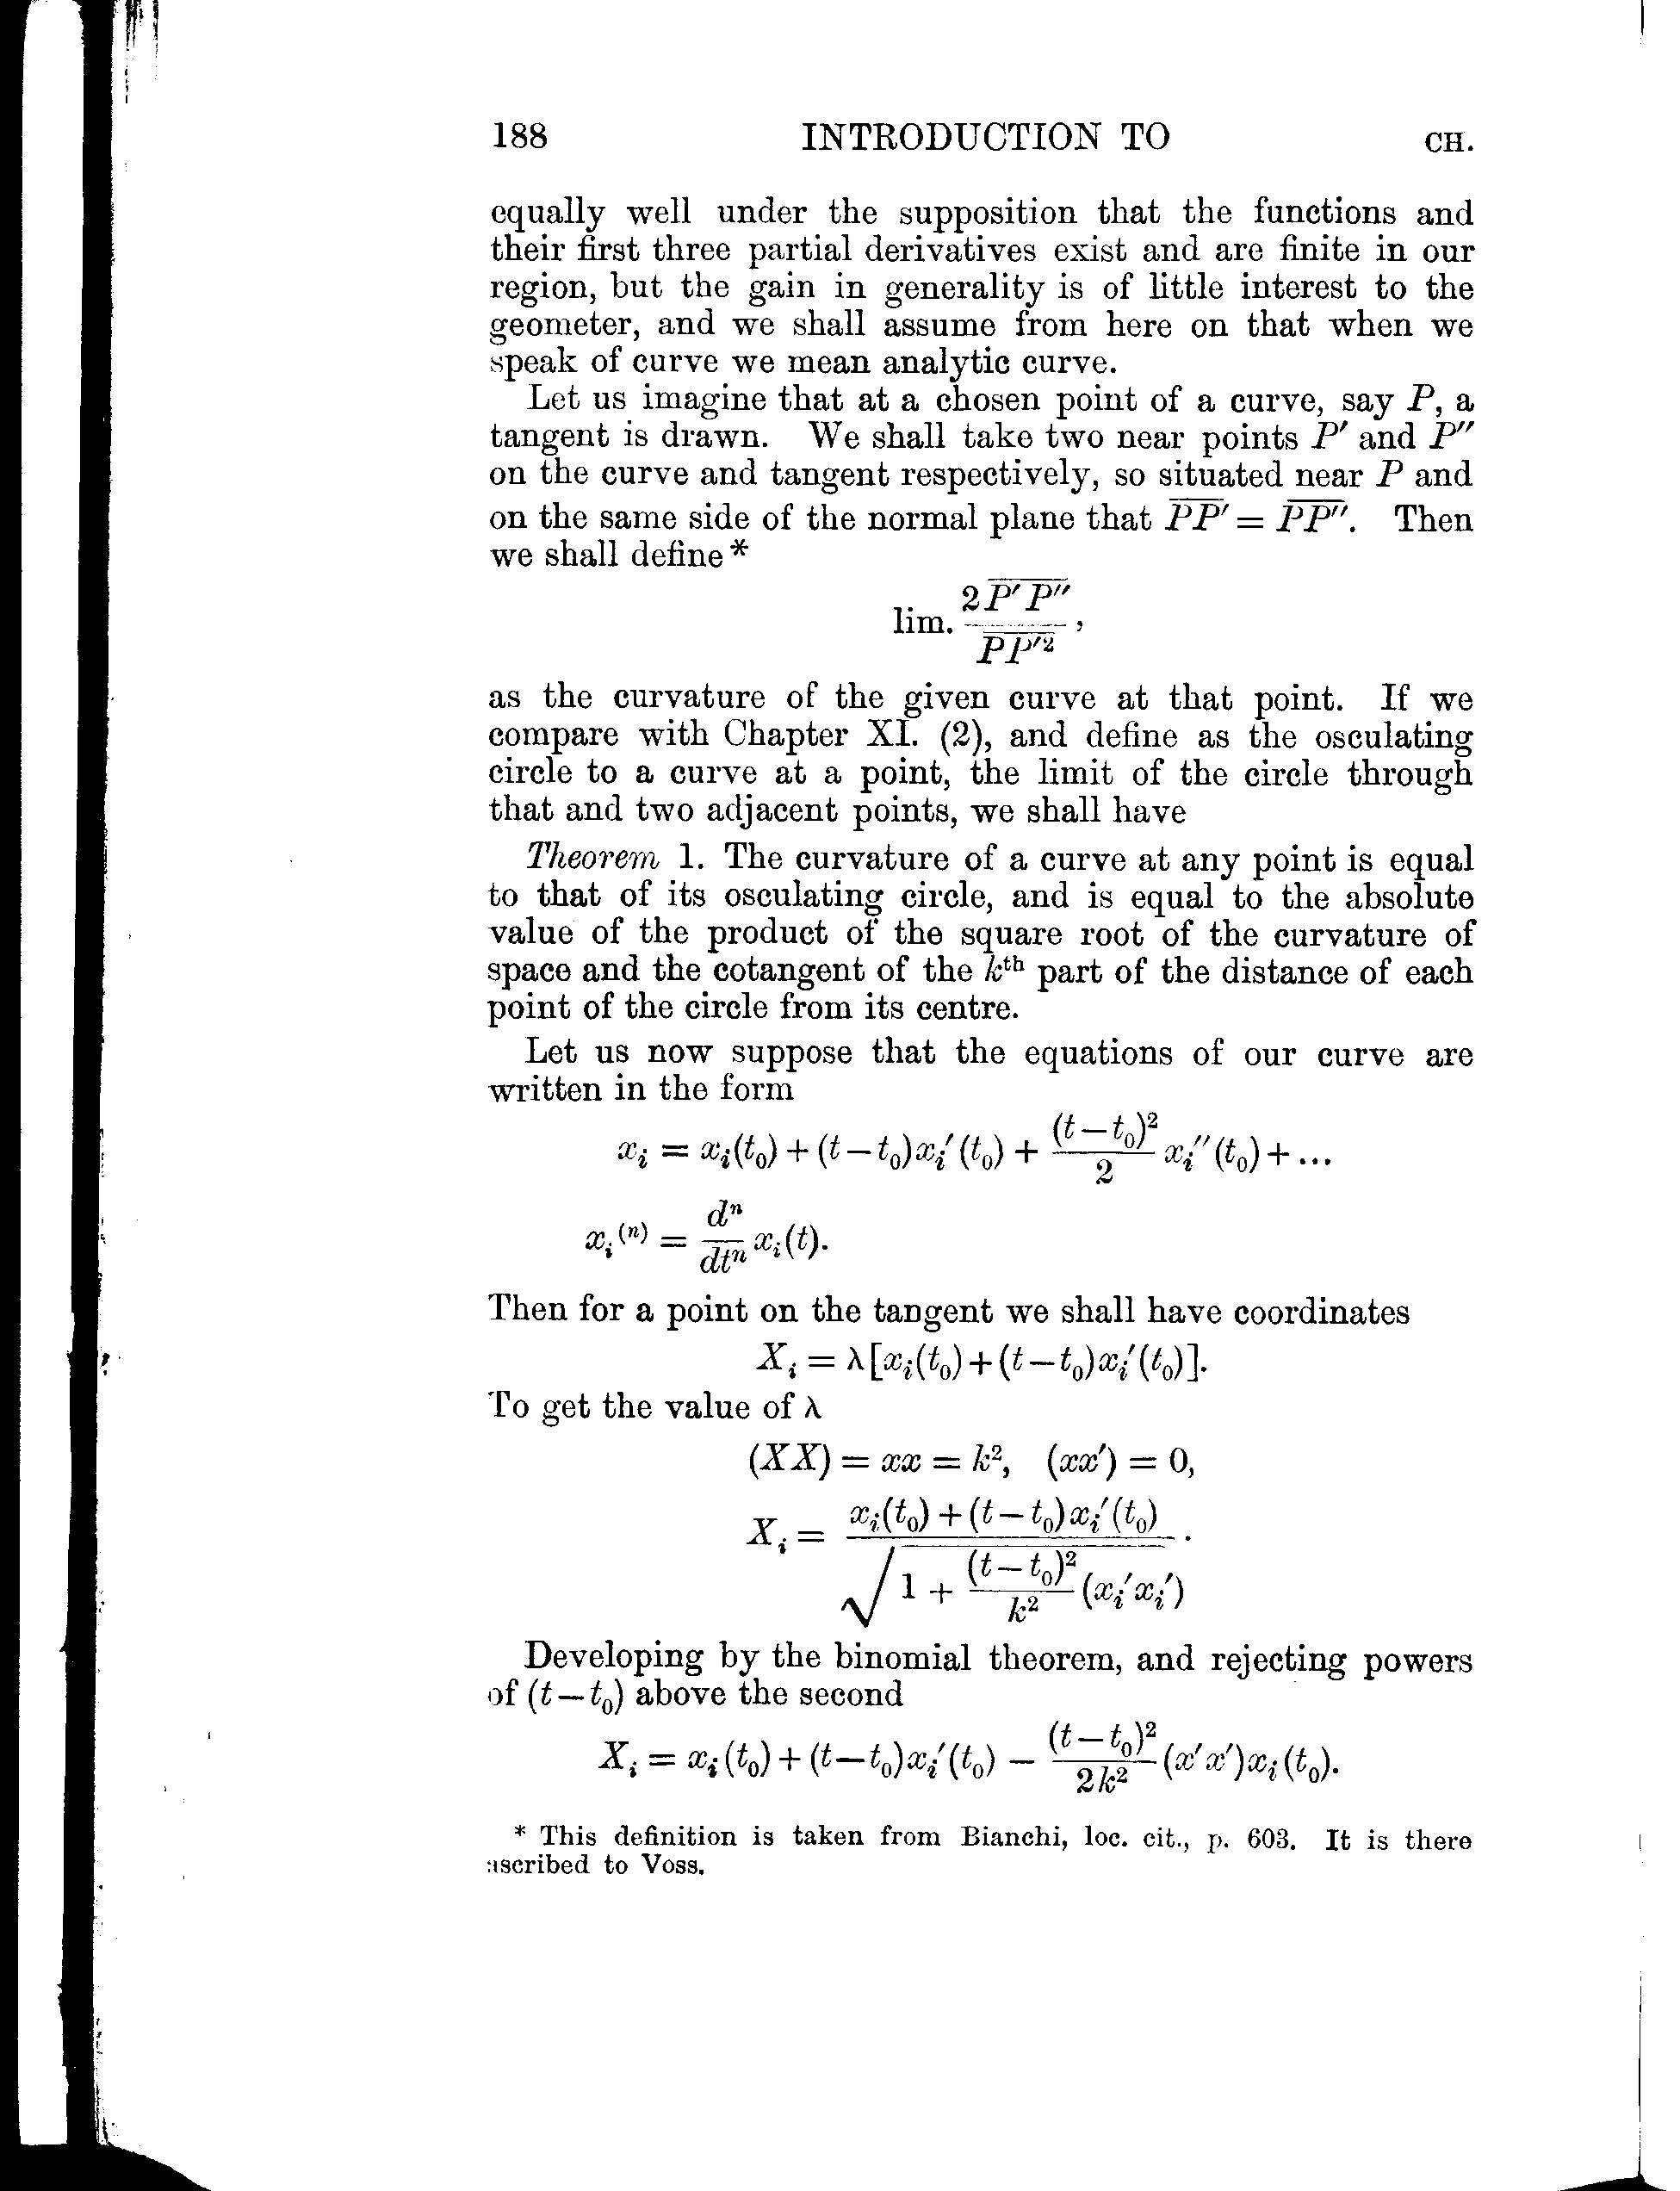 188 INTRODUCTION TO CH.
equally well under the supposition that the functions and
their first three partial derivatives exist and are finite in our
region, but the gain in generality is of little interest to the
geometer, and we shall assume from here on that when we
speak of curve we mean analytic curve.
Let us imagine that at a chosen point of a curve, say P, a
tangent is drawn. We shall take two near points P′ and P″
on the curve and tangent respectively, so situated near P and
on the same side of the normal plane that \overline{PP′} = \overline{PP″}. Then
we shall define *
lim. \frac{2\overline{P′P″}}{\overline{PP′}^2},
as the curvature of the given curve at that point. If we
compare with Chapter XI. (2), and define as the osculating
circle to a curve at a point, the limit of the circle through
that and two adjacent points, we shall have
Theorem 1. The curvature of a curve at any point is equal
to that of its osculating circle, and is equal to the absolute
value of the product of the square root of the curvature of
space and the cotangent of the k^{th} part of the distance of each
point of the circle from its centre.
Let us now suppose that the equations of our curve are
written in the form
x_i = x_i(t_0) + (t − t_0)x_i′(t_0) + \frac{(t − t_0)^2}{2} x_i″(t_0) + ...
x_i^{(n)} = \frac{d^n}{dt^n} x_i(t).
Then for a point on the tangent we shall have coordinates
X_i = λ[x_i(t_0) + (t − t_0)x_i′(t_0)].
To get the value of λ
(XX) = xx = k^2, (xx′) = 0,
X_i = \frac{x_i(t_0) + (t − t_0)x_i′(t_0)}{\sqrt{1 + \frac{(t − t_0)^2}{k^2}(x_i′x_i′)}}.
Developing by the binomial theorem, and rejecting powers
of (t − t_0) above the second
X_i = x_i(t_0) + (t − t_0)x_i′(t_0) − \frac{(t − t_0)^2}{2k^2}(x′x′)x_i(t_0).
* This definition is taken from Bianchi, loc. cit., p. 603. It is there
ascribed to Voss.